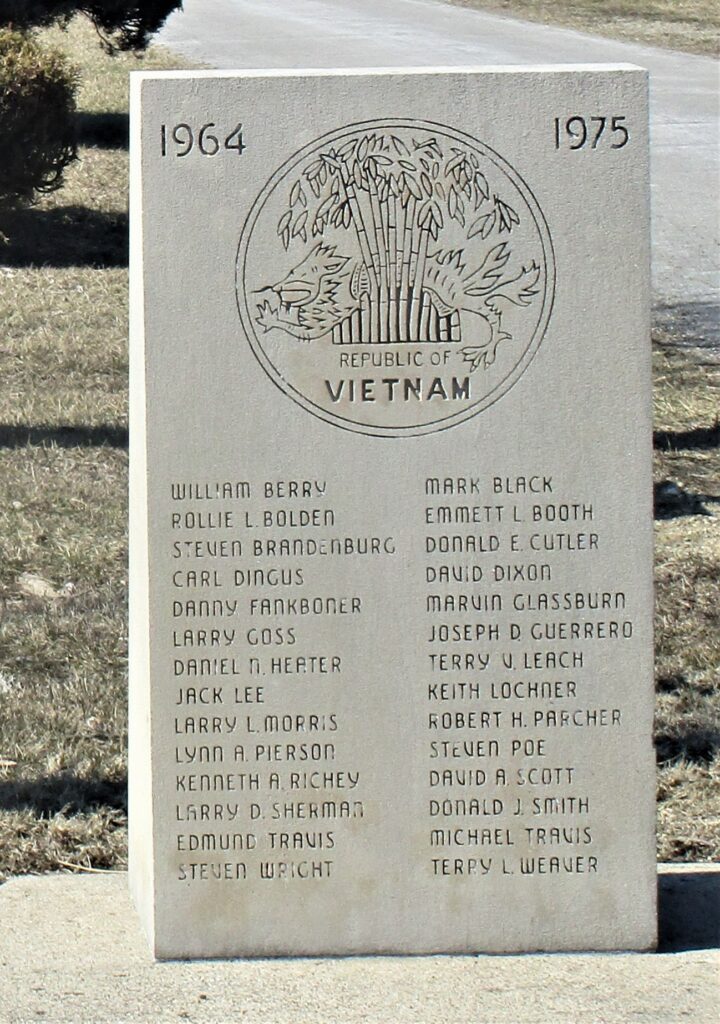 1964
1975
REPUBLIC OF
VIETNAM
WILLIAM BERRY
ROLLIE L. BOLDEN
STEVEN BRANDENBURG
CARL DINGUS
DANNY FANKBONER
LARRY GOSS
DANIEL N. HEATER
JACK LEE
LARRY L. MORRIS
LYNN A. PIERSON
KENNETH A. RICHEY
LARRY D. SHERMAN
EDMUND TRAVIS
STEVEN WRIGHT
MARK BLACK
EMMETT L. BOOTH
DONALD E. CUTLER
DAVID DIXON
MARVIN GLASSBURN
JOSEPH D. GUERRERO
TERRY V. LEACH
KEITH LOCHNER
ROBERT H. PARCHER
STEVEN POE
DAVID A. SCOTT
DONALD J. SMITH
MICHAEL TRAVIS
TERRY L. WEAVER